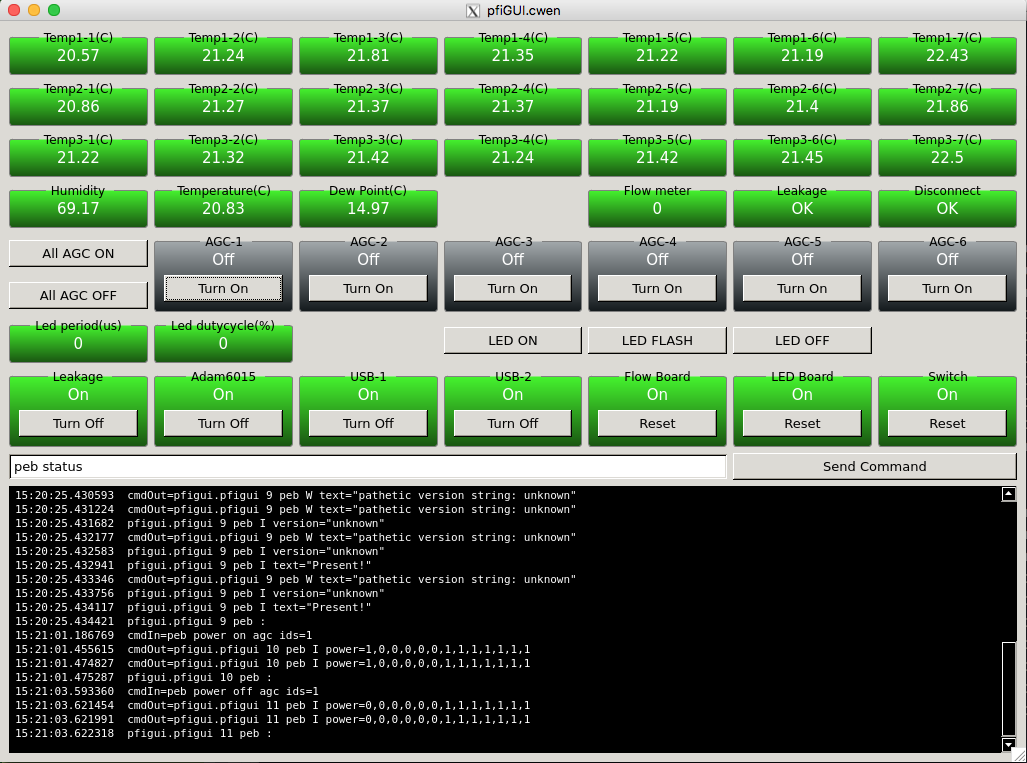 pfiGUI.cwen
Temp1-1(C) Temp1-2(C) Temp1-3(C) Temp1-4(C) Temp1-5(C) Temp1-6(C) Temp1-7(C)
20.57 21.24 21.81 21.35 21.22 21.19 22.43
Temp2-1(C) Temp2-2(C) Temp2-3(C) Temp2-4(C) Temp2-5(C) Temp2-6(C) Temp2-7(C)
20.86 21.27 21.37 21.37 21.19 21.4 21.86
Temp3-1(C) Temp3-2(C) Temp3-3(C) Temp3-4(C) Temp3-5(C) Temp3-6(C) Temp3-7(C)
21.22 21.32 21.42 21.24 21.42 21.45 22.5
Humidity Temperature(C) Dew Point(C) Flow meter Leakage Disconnect
69.17 20.83 14.97 0 OK OK
AGC-1 AGC-2 AGC-3 AGC-4 AGC-5 AGC-6
All AGC ON Off Off Off Off Off Off
All AGC OFF Turn On Turn On Turn On Turn On Turn On Turn On
Led period(us) Led dutycycle(%)
0 0 LED ON LED FLASH LED OFF
Leakage Adam6015 USB-1 USB-2 Flow Board LED Board Switch
On On On On On On On
Turn Off Turn Off Turn Off Turn Off Reset Reset Reset
peb status Send Command
15:20:25.430593 cmdOut=pfigui.pfigui 9 peb W text="pathetic version string: unknown"
15:20:25.431224 cmdOut=pfigui.pfigui 9 peb W text="pathetic version string: unknown"
15:20:25.431682 pfigui.pfigui 9 peb I version="unknown"
15:20:25.432177 cmdOut=pfigui.pfigui 9 peb W text="pathetic version string: unknown"
15:20:25.432583 pfigui.pfigui 9 peb I version="unknown"
15:20:25.432941 pfigui.pfigui 9 peb I text="Present!"
15:20:25.433346 cmdOut=pfigui.pfigui 9 peb W text="pathetic version string: unknown"
15:20:25.433756 pfigui.pfigui 9 peb I version="unknown"
15:20:25.434117 pfigui.pfigui 9 peb I text="Present!"
15:20:25.434421 pfigui.pfigui 9 peb :
15:21:01.186769 cmdIn=peb power on agc ids=1
15:21:01.455615 cmdOut=pfigui.pfigui 10 peb I power=1,0,0,0,0,0,1,1,1,1,1,1,1
15:21:01.474827 cmdOut=pfigui.pfigui 10 peb I power=1,0,0,0,0,0,1,1,1,1,1,1,1
15:21:01.475287 pfigui.pfigui 10 peb :
15:21:03.593360 cmdIn=peb power off agc ids=1
15:21:03.621454 cmdOut=pfigui.pfigui 11 peb I power=0,0,0,0,0,0,1,1,1,1,1,1,1
15:21:03.621991 cmdOut=pfigui.pfigui 11 peb I power=0,0,0,0,0,0,1,1,1,1,1,1,1
15:21:03.622318 pfigui.pfigui 11 peb :